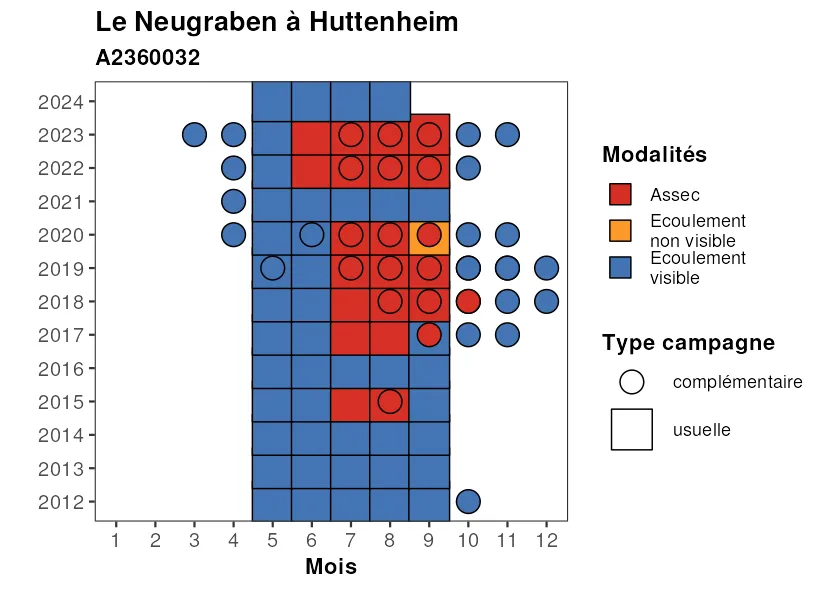 Le Neugraben à Huttenheim
A2360032
2024
2023
2022
2021
2020
2019
2018
2017
2016
2015
2014
2013
2012
1 2 3 4 5 6 7 8 9 10 11 12
Mois
Modalités
Assec
Ecoulement
non visible
Ecoulement
visible
Type campagne
complémentaire
usuelle